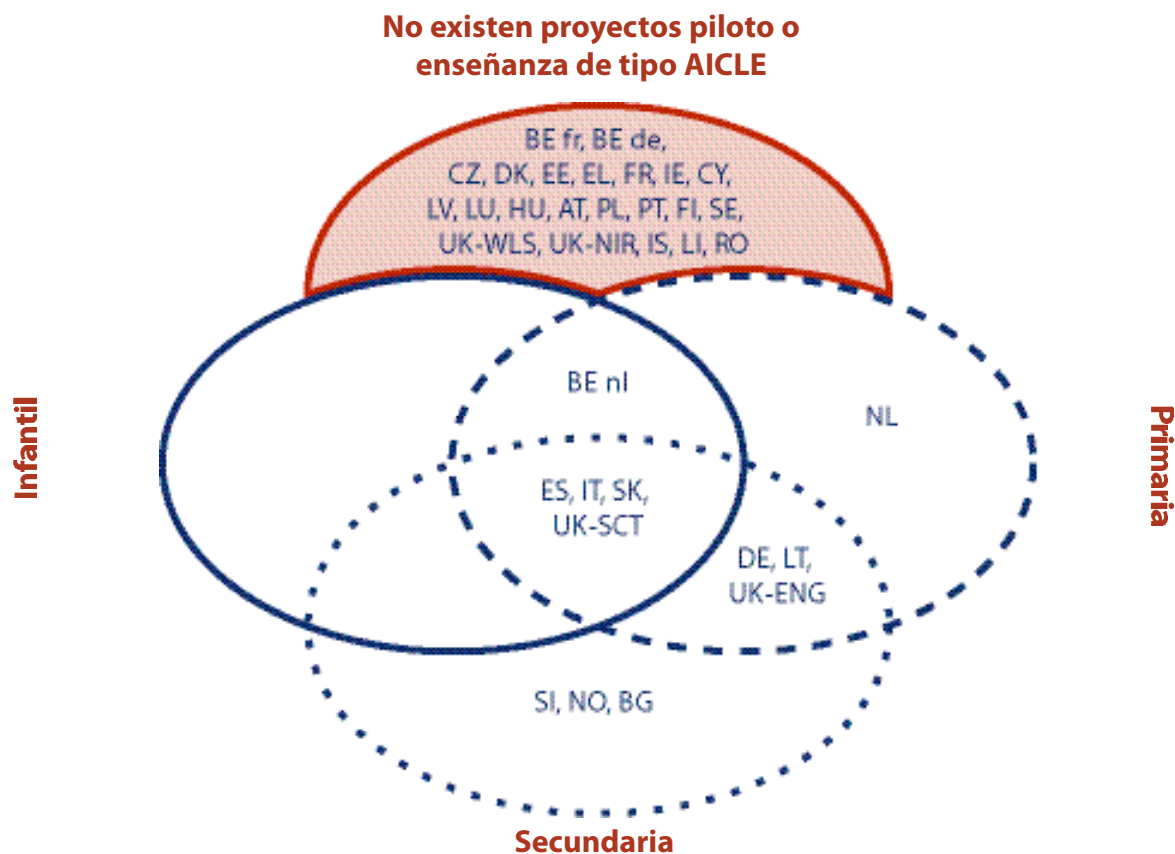 No existen proyectos piloto o
enseñanza de tipo AICLE
BE fr, BE de,
CZ, DK, EE, EL, FR, IE, CY,
LV, LU, HU, AT, PL, PT, FI, SE,
UK-WLS, UK-NIR, IS, LI, RO
BE nl
NL
Infantil
Primaria
ES, IT, SK,
UK-SCT
DE, LT,
UK-ENG
SI, NO, BG
Secundaria